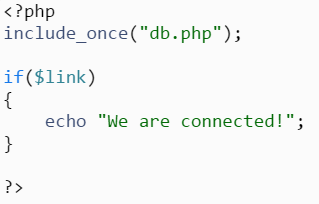 <?php
include_once("db.php");
if($link)
{
    echo "We are connected!";
}
?>